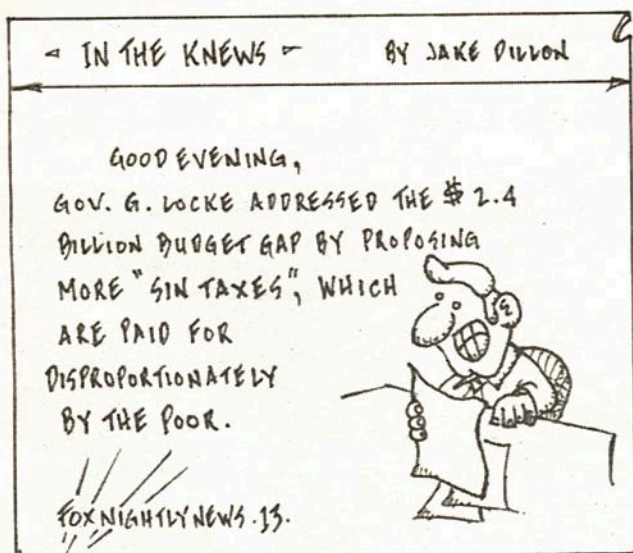 IN THE KNEWS BY JAKE DILLON
GOOD EVENING,
GOV. G. LOCKE ADDRESSED THE $ 2.4
BILLION BUDGET GAP BY PROPOSING
MORE "SIN TAXES", WHICH
ARE PAID FOR
DISPROPORTIONATELY
BY THE POOR.
FOX NIGHTLY NEWS.13.